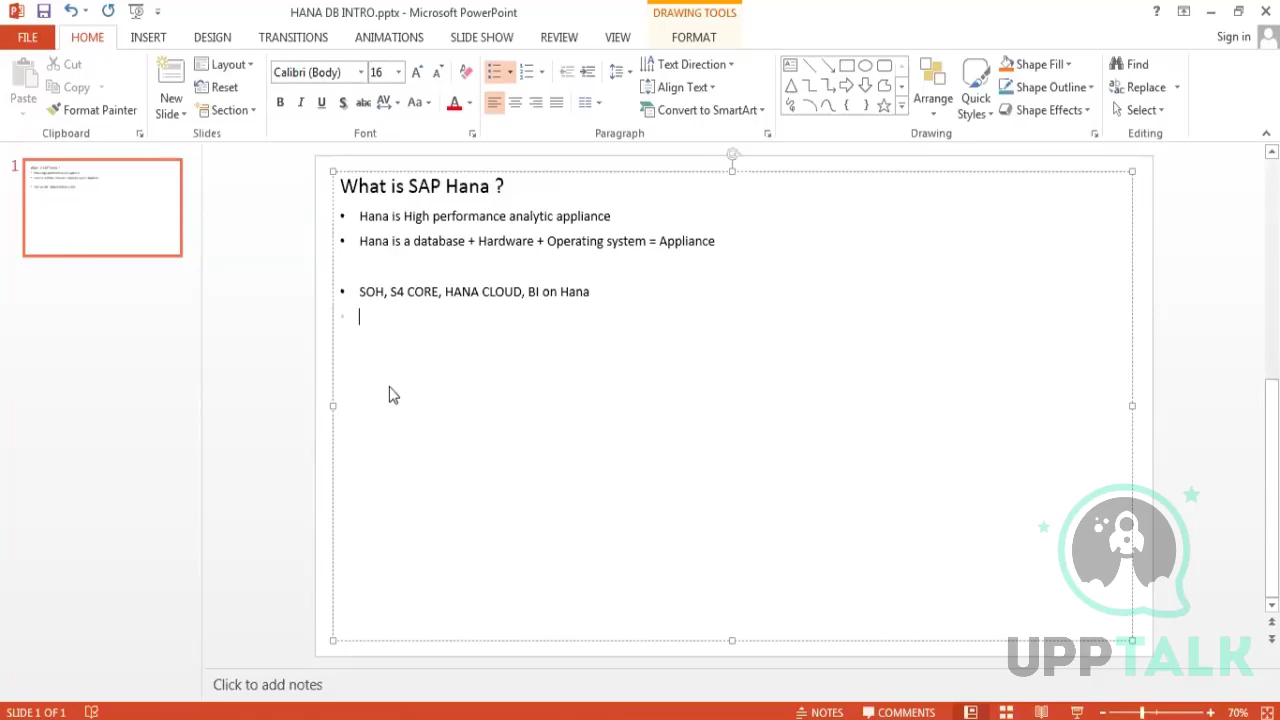 HANA DB INTRO.pptx - Microsoft PowerPoint
DRAWING TOOLS
FILE HOME INSERT DESIGN TRANSITIONS ANIMATIONS SLIDE SHOW REVIEW VIEW FORMAT Sign in
Paste
Cut
Copy
Format Painter
Clipboard
New Slide
Layout
Reset
Section
Slides
Calibri (Body) 16
B I U S abc AV Aa A
Font
Text Direction
Align Text
Convert to SmartArt
Paragraph
Arrange
Quick Styles
Shape Fill
Shape Outline
Shape Effects
Drawing
Find
Replace
Select
Editing
1
What is SAP Hana ?
• Hana is High performance analytic appliance
• Hana is a database + Hardware + Operating system = Appliance
• SOH, S4 CORE, HANA CLOUD, BI on Hana
UPPTALK
Click to add notes
SLIDE 1 OF 1 NOTES COMMENTS 70%